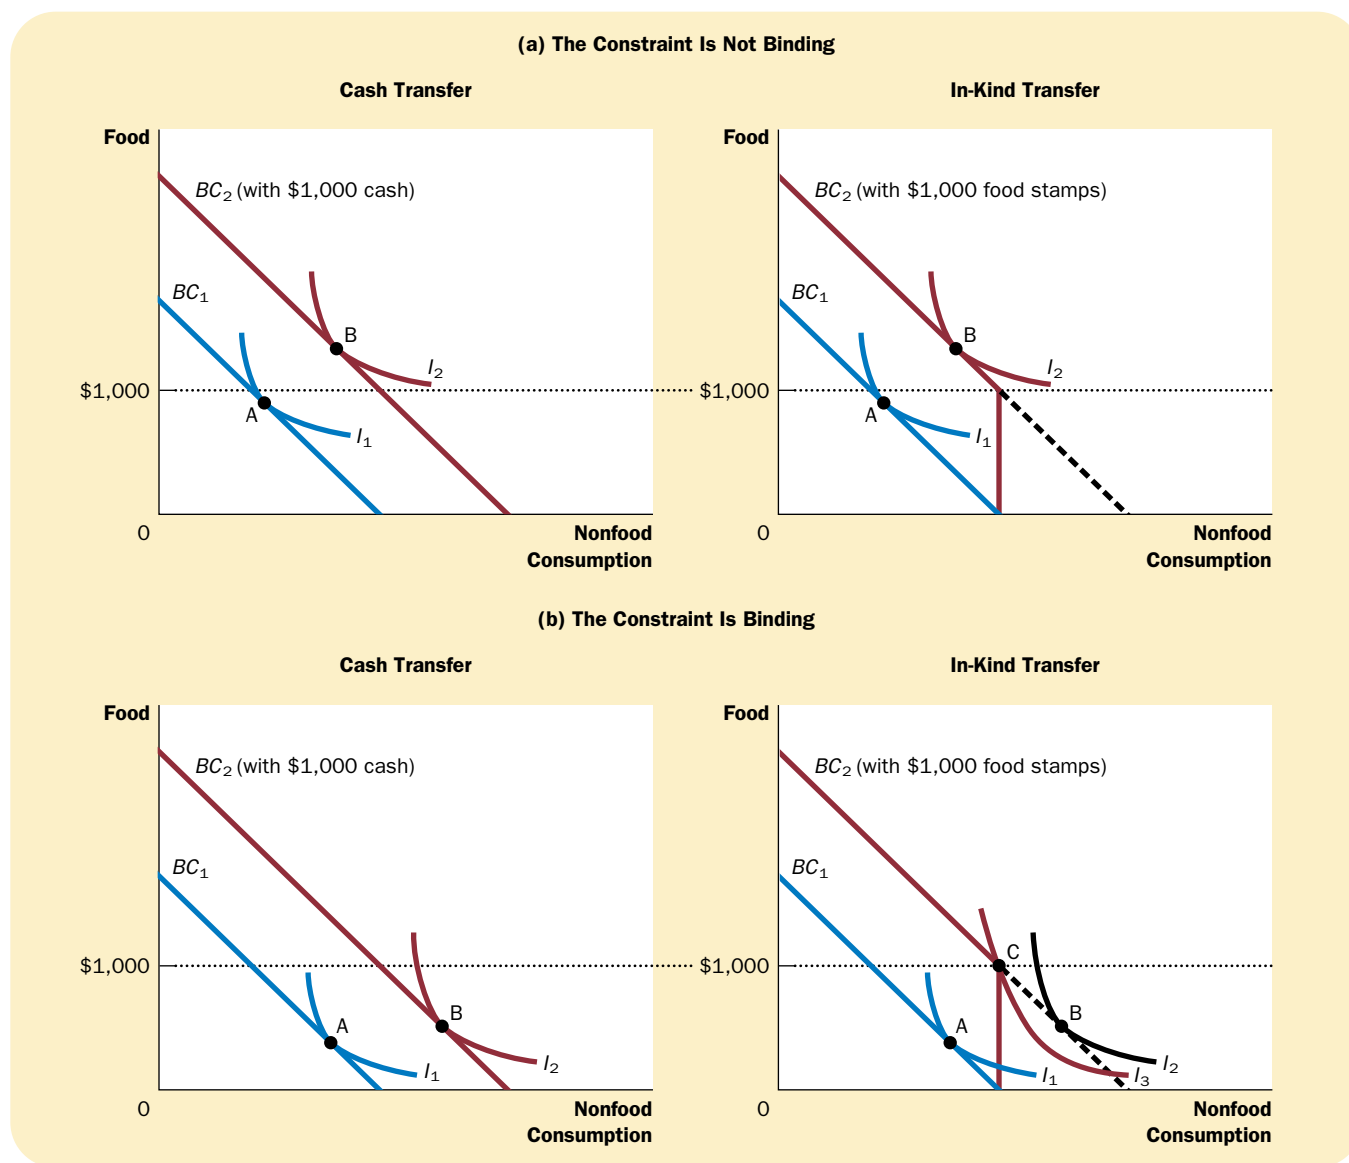 (a) The Constraint Is Not Binding
Cash Transfer
In-Kind Transfer
Food
BC₂ (with $1,000 cash)
BC₁
B
I₂
$1,000
A
I₁
0
Nonfood
Consumption
Food
BC₂ (with $1,000 food stamps)
BC₁
B
I₂
$1,000
A
I₁
0
Nonfood
Consumption
(b) The Constraint Is Binding
Cash Transfer
In-Kind Transfer
Food
BC₂ (with $1,000 cash)
BC₁
$1,000
A
B
I₂
I₁
0
Nonfood
Consumption
Food
BC₂ (with $1,000 food stamps)
BC₁
C
$1,000
A
B
I₂
I₁
I₃
0
Nonfood
Consumption